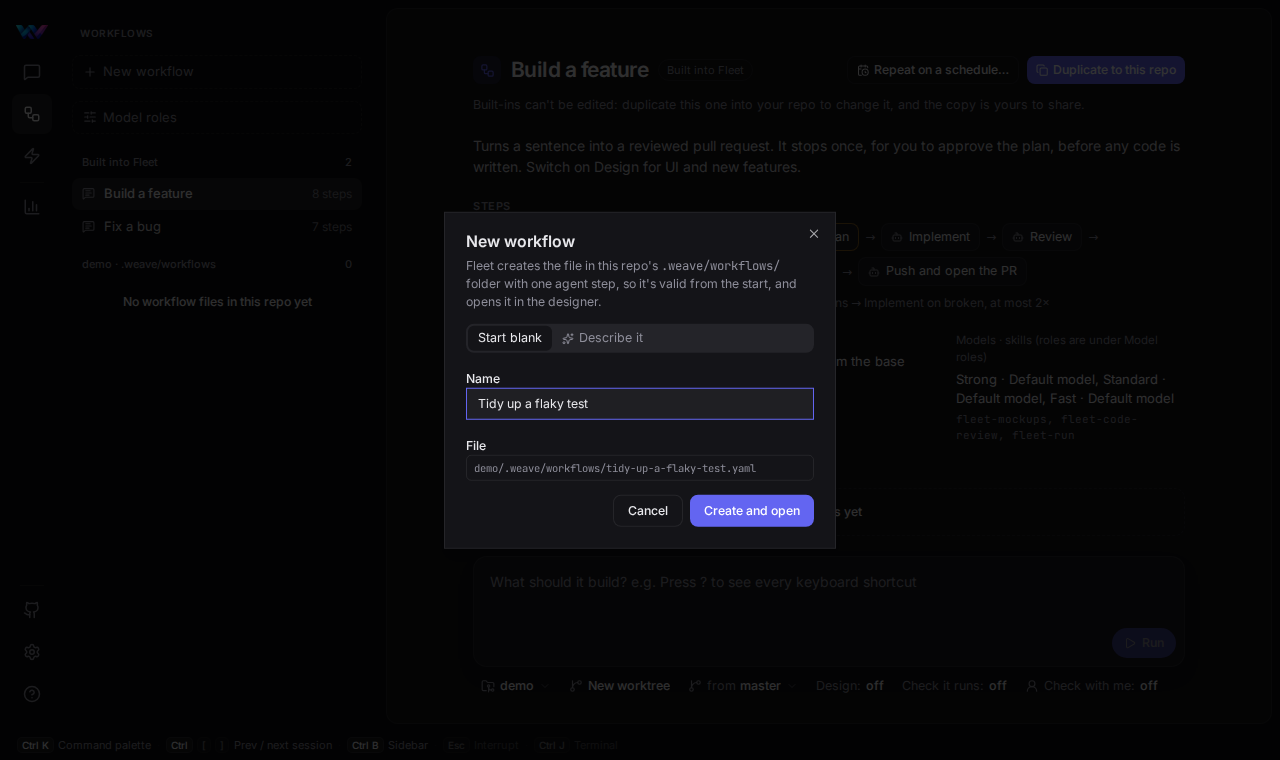 WORKFLOWS
New workflow
Model roles
Built into Fleet 2
Build a feature 8 steps
Fix a bug 7 steps
demo · .weave/workflows 0
No workflow files in this repo yet
Build a feature Built into Fleet Repeat on a schedule... Duplicate to this repo
Built-ins can't be edited: duplicate this one into your repo to change it, and the copy is yours to share.
Turns a sentence into a reviewed pull request. It stops once, for you to approve the plan, before any code is
written. Switch on Design for UI and new features.
STEPS
an → Implement → Review →
→ Push and open the PR
ns → Implement on broken, at most 2×
m the base
Models · skills (roles are under Model
roles)
Strong · Default model, Standard ·
Default model, Fast · Default model
fleet-mockups, fleet-code-
review, fleet-run
s yet
New workflow
Fleet creates the file in this repo's .weave/workflows/
folder with one agent step, so it's valid from the start, and
opens it in the designer.
Start blank Describe it
Name
Tidy up a flaky test
File
demo/.weave/workflows/tidy-up-a-flaky-test.yaml
Cancel Create and open
What should it build? e.g. Press ? to see every keyboard shortcut
Run
demo New worktree from master Design: off Check it runs: off Check with me: off
Ctrl K Command palette Ctrl [ ] Prev / next session Ctrl B Sidebar Esc Interrupt Ctrl J Terminal